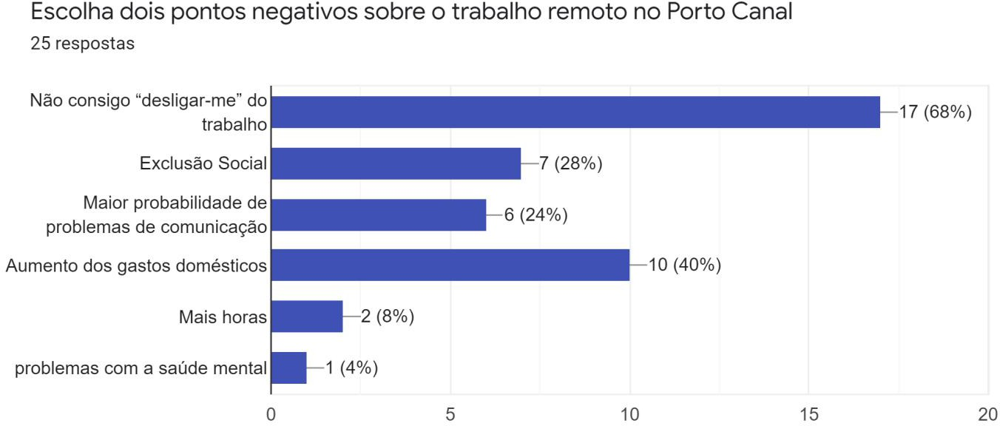 Escolha dois pontos negativos sobre o trabalho remoto no Porto Canal
25 respostas
Não consigo “desligar-me” do
trabalho
17 (68%)
Exclusão Social
7 (28%)
Maior probabilidade de
problemas de comunicação
6 (24%)
Aumento dos gastos domésticos
10 (40%)
Mais horas
2 (8%)
problemas com a saúde mental
1 (4%)
0 5 10 15 20